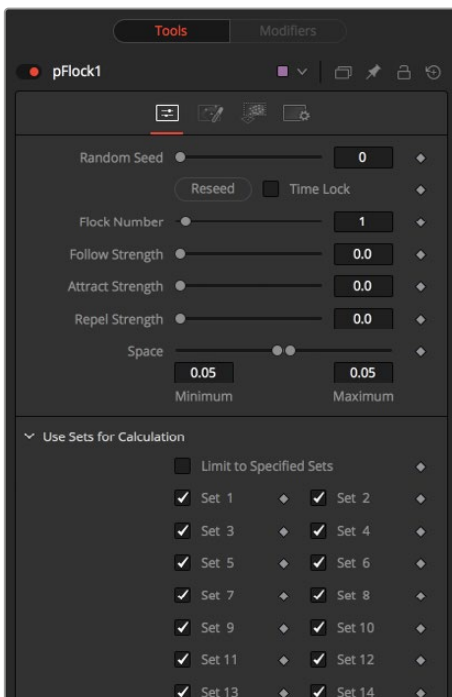 Tools Modifiers
pFlock1
Random Seed 0
Reseed Time Lock
Flock Number 1
Follow Strength 0.0
Attract Strength 0.0
Repel Strength 0.0
Space
0.05 0.05
Minimum Maximum
Use Sets for Calculation
Limit to Specified Sets
Set 1 Set 2
Set 3 Set 4
Set 5 Set 6
Set 7 Set 8
Set 9 Set 10
Set 11 Set 12
Set 13 Set 14